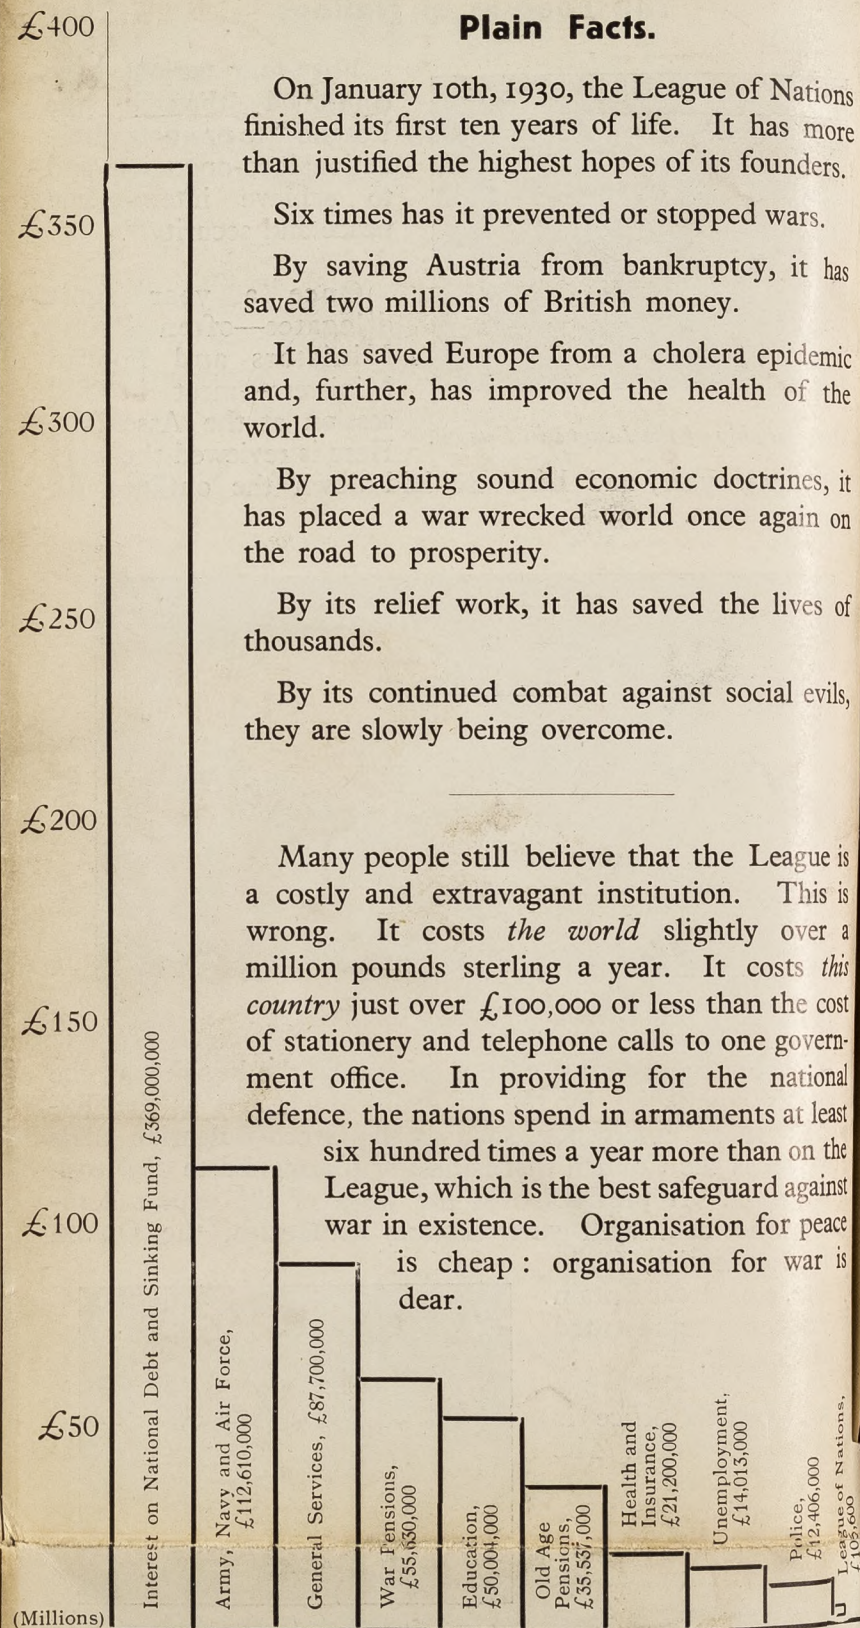 Plain Facts.
On January 10th, 1930, the League of Nations
finished its first ten years of life. It has more
than justified the highest hopes of its founders.
Six times has it prevented or stopped wars.
By saving Austria from bankruptcy, it has
saved two millions of British money.
It has saved Europe from a cholera epidemic
and, further, has improved the health of the
world.
By preaching sound economic doctrines, it
has placed a war wrecked world once again on
the road to prosperity.
By its relief work, it has saved the lives of
thousands.
By its continued combat against social evils,
they are slowly being overcome.
Many people still believe that the League is
a costly and extravagant institution. This is
wrong. It costs the world slightly over a
million pounds sterling a year. It costs this
country just over £100,000 or less than the cost
of stationery and telephone calls to one govern-
ment office. In providing for the national
defence, the nations spend in armaments at least
six hundred times a year more than on the
League, which is the best safeguard against
war in existence. Organisation for peace
is cheap : organisation for war is
dear.
£400
£350
£300
£250
£200
£150
£100
£50
(Millions)
Interest on National Debt and Sinking Fund, £369,000,000
Army, Navy and Air Force,
£112,610,000
General Services, £87,700,000
War Pensions,
Education,
£50,004,000
Old Age
Pensions,
Health and
Insurance,
£21,200,000
Unemployment,
£14,013,000
Police,
£12,406,000
League of Nations,